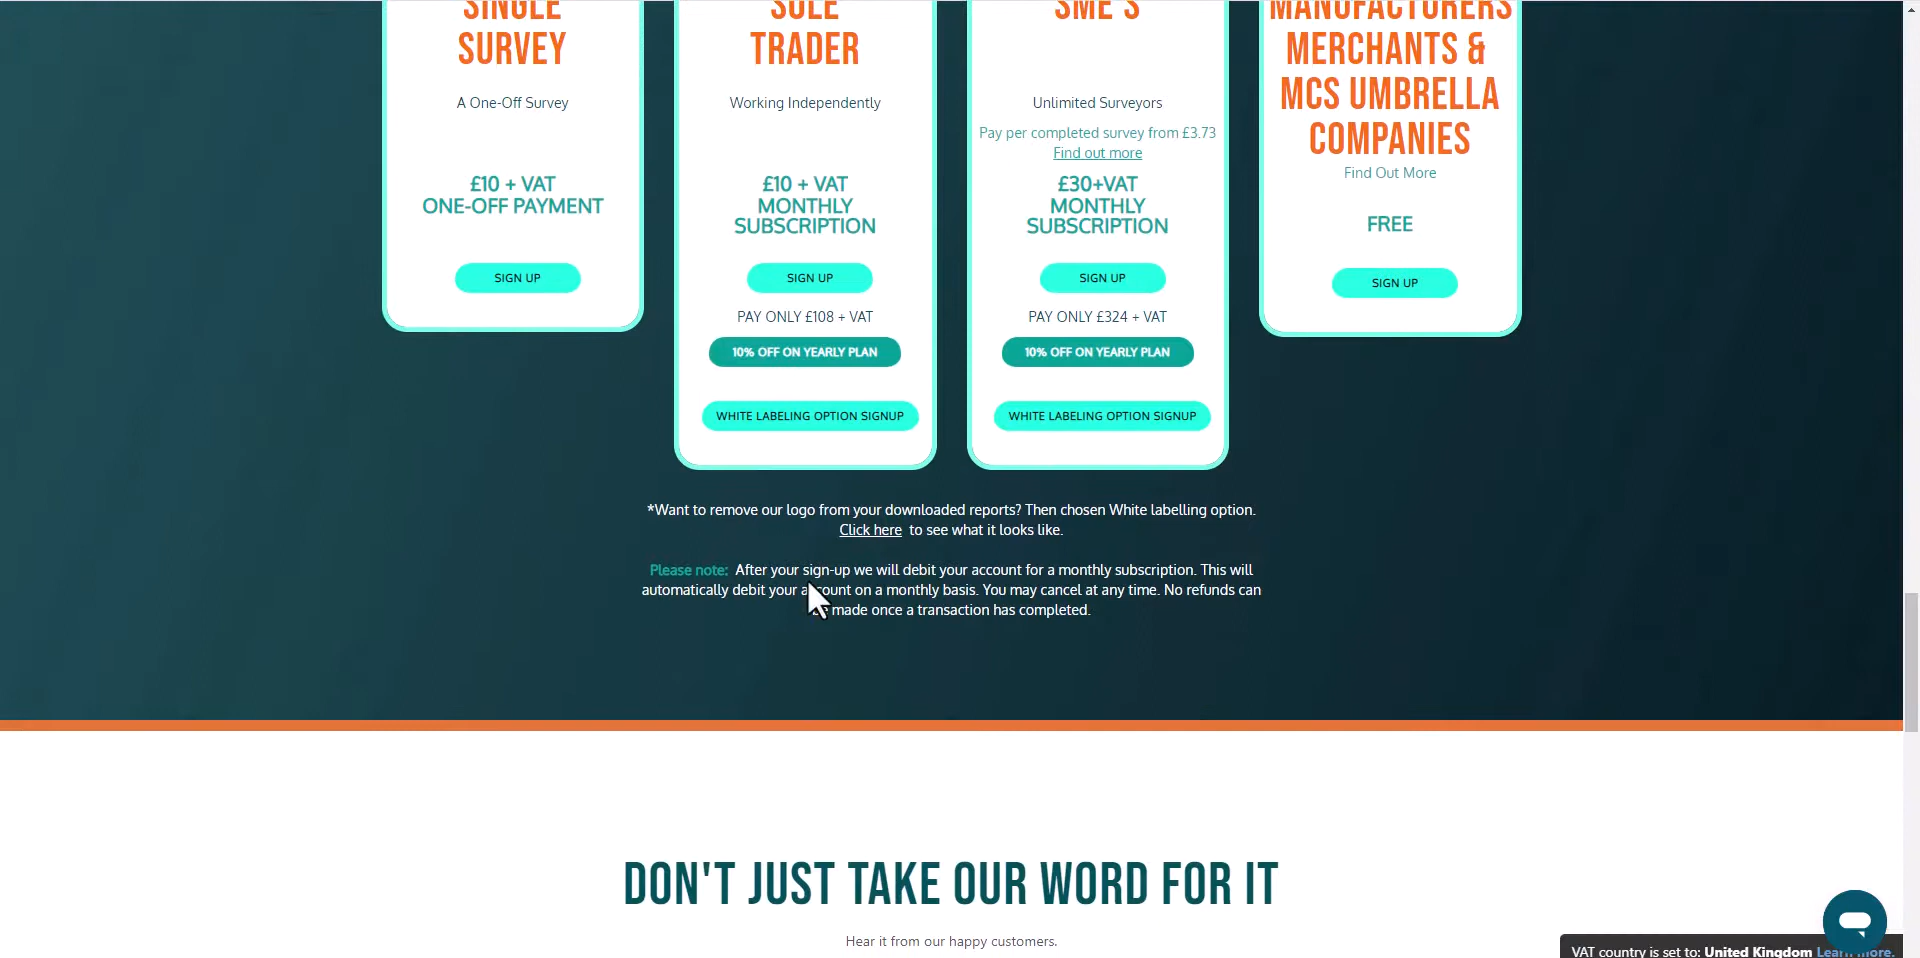 SINGLE
SURVEY
A One-Off Survey
£10 + VAT
ONE-OFF PAYMENT
SIGN UP
SOLE
TRADER
Working Independently
£10 + VAT
MONTHLY
SUBSCRIPTION
SIGN UP
PAY ONLY £108 + VAT
10% OFF ON YEARLY PLAN
WHITE LABELING OPTION SIGNUP
SME'S
Unlimited Surveyors
Pay per completed survey from £3.73
Find out more
£30+VAT
MONTHLY
SUBSCRIPTION
SIGN UP
PAY ONLY £324 + VAT
10% OFF ON YEARLY PLAN
WHITE LABELING OPTION SIGNUP
MANUFACTURERS
MERCHANTS &
MCS UMBRELLA
COMPANIES
Find Out More
FREE
SIGN UP
*Want to remove our logo from your downloaded reports? Then chosen White labelling option.
Click here to see what it looks like.
Please note: After your sign-up we will debit your account for a monthly subscription. This will
automatically debit your account on a monthly basis. You may cancel at any time. No refunds can
made once a transaction has completed.
DON'T JUST TAKE OUR WORD FOR IT
Hear it from our happy customers.
VAT country is set to: United Kingdom Learn more.